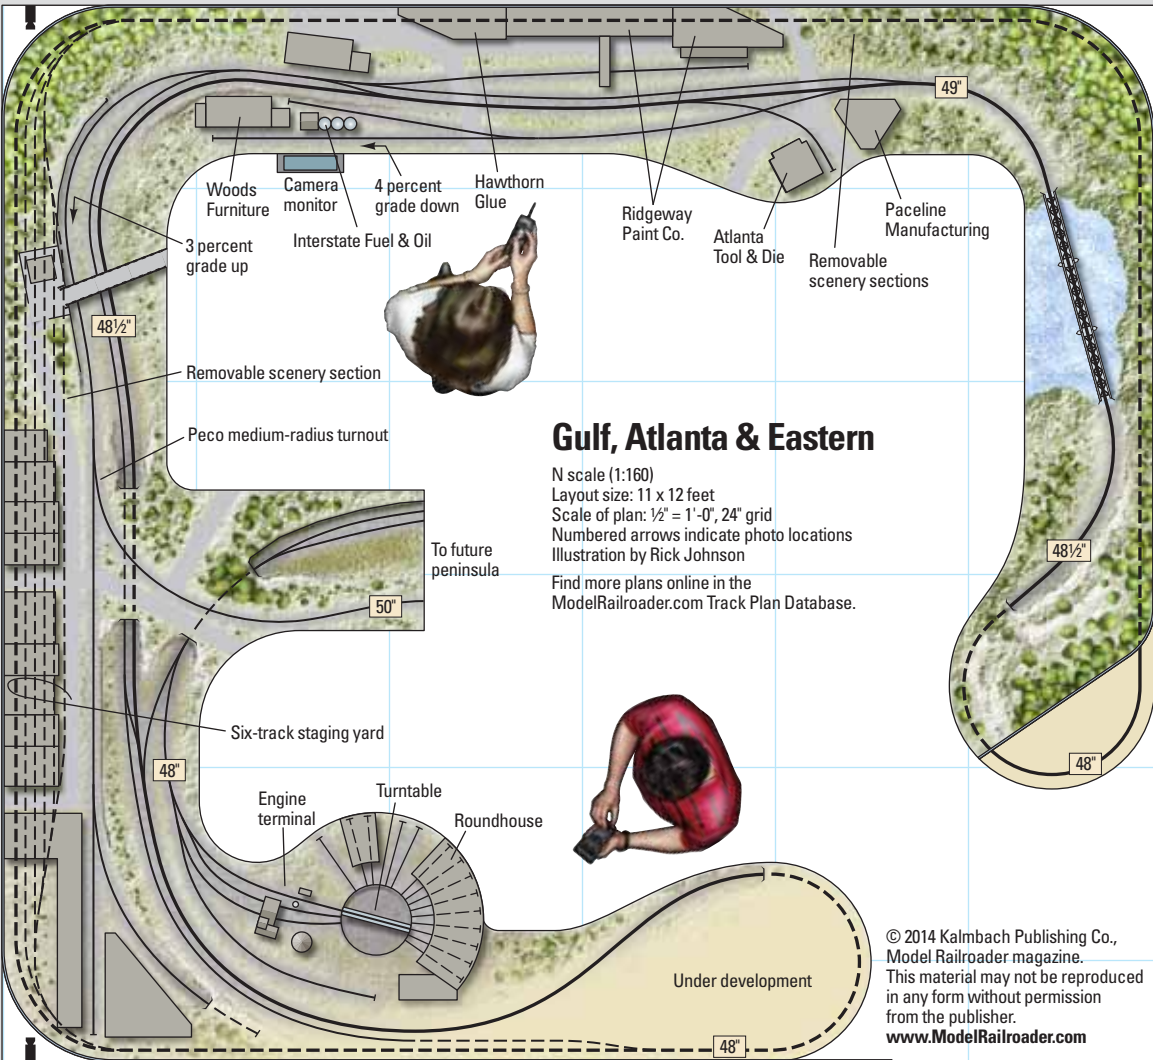 49"
Woods
Furniture
Camera
monitor
4 percent
grade down
Hawthorn
Glue
Interstate Fuel & Oil
Ridgeway
Paint Co.
Atlanta
Tool & Die
Paceline
Manufacturing
Removable
scenery sections
3 percent
grade up
48½"
Removable scenery section
Peco medium-radius turnout
Gulf, Atlanta & Eastern
N scale (1:160)
Layout size: 11 x 12 feet
Scale of plan: ½" = 1'-0", 24" grid
Numbered arrows indicate photo locations
Illustration by Rick Johnson
Find more plans online in the
ModelRailroader.com Track Plan Database.
To future
peninsula
50"
48½"
Six-track staging yard
48"
48"
Engine
terminal
Turntable
Roundhouse
Under development
48"
© 2014 Kalmbach Publishing Co.,
Model Railroader magazine.
This material may not be reproduced
in any form without permission
from the publisher.
www.ModelRailroader.com